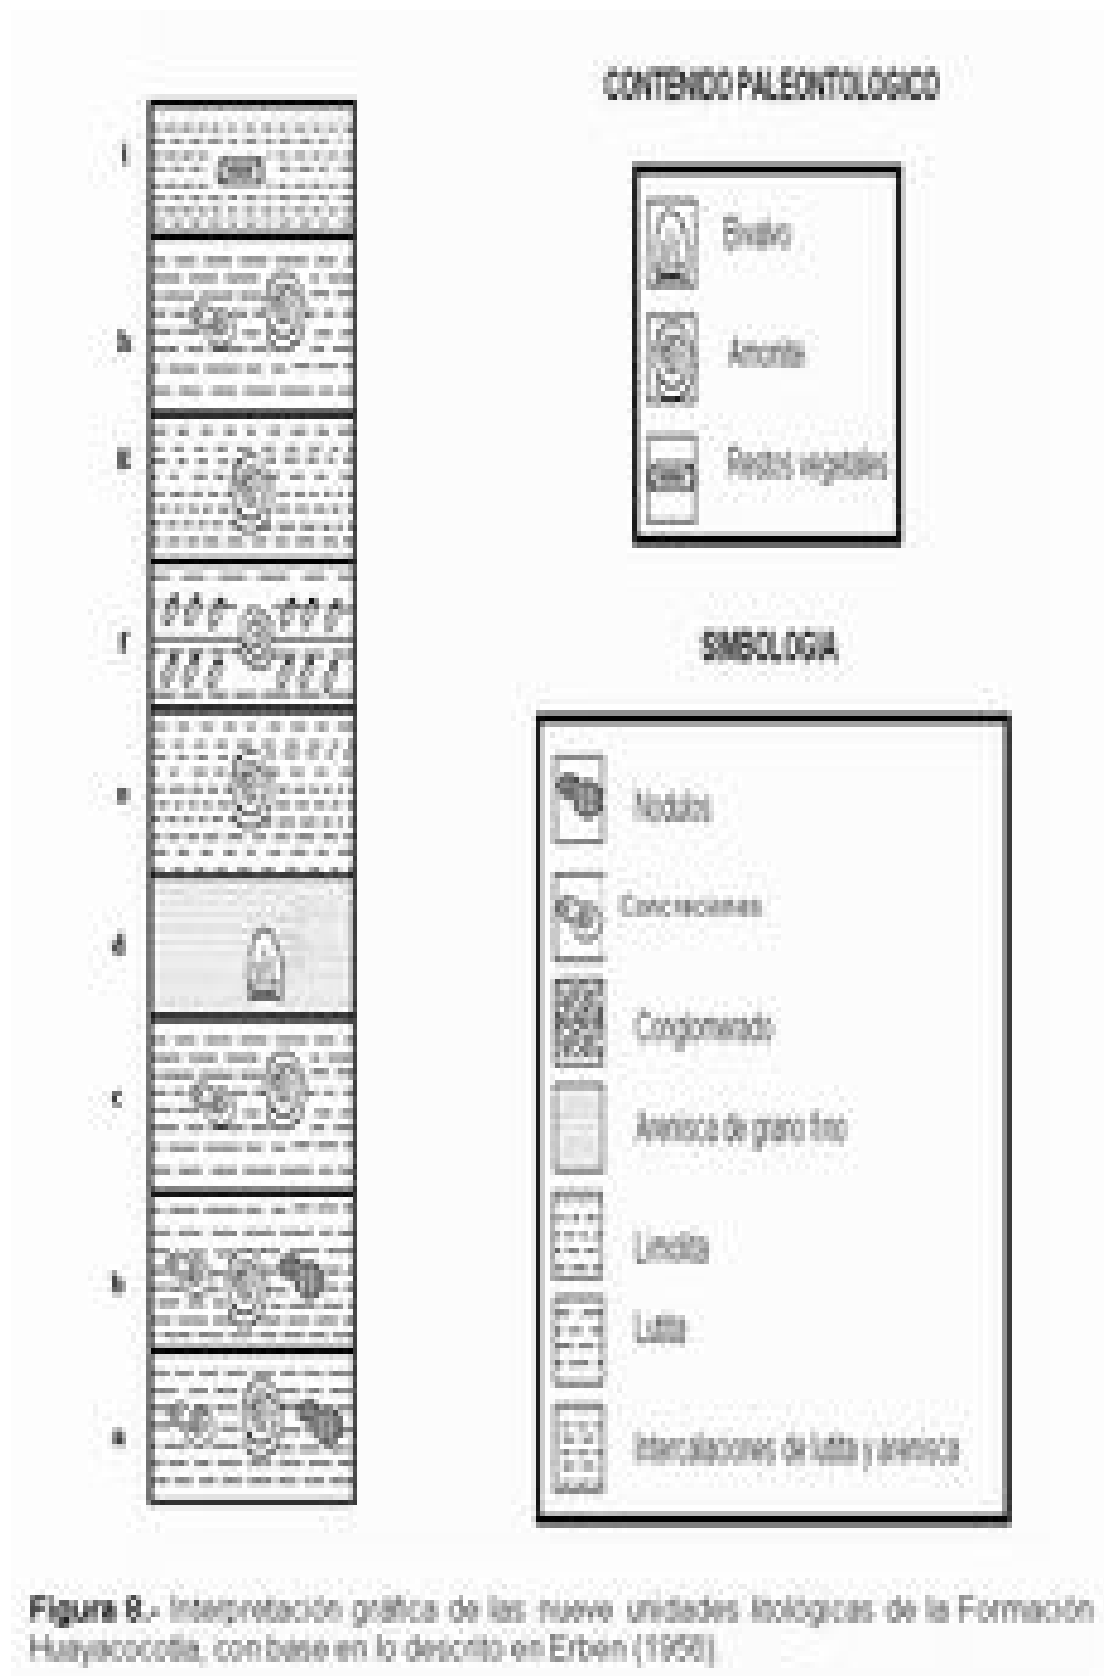 CONTENIDO PALEONTOLOGICO
Bivalvo
Amonite
Restos vegetales
SIMBOLOGIA
Nodulos
Concreciones
Conglomerado
Arenisca de grano fino
Limolita
Lutita
Intercalaciones de lutita y arenisca
i
h
f
e
d
c
b
a
Figura 8.- Interpretación gráfica de las nueve unidades litológicas de la Formación
Huayacocotla, con base en lo descrito en Erben (1956).